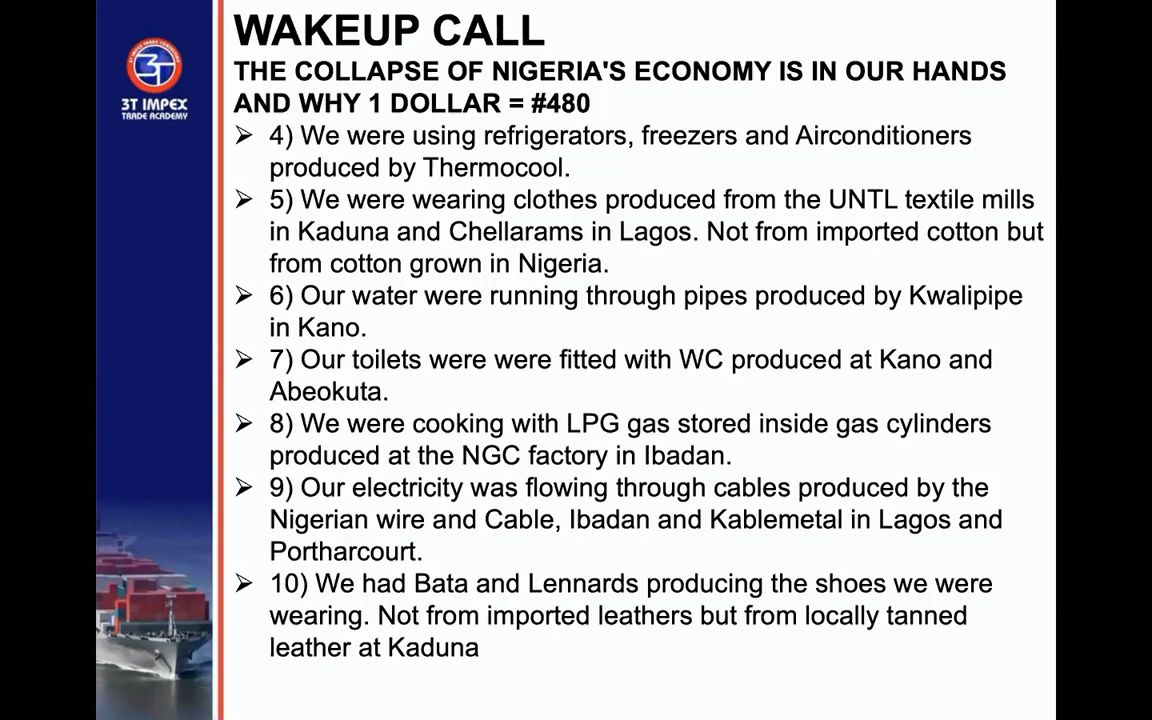 WAKEUP CALL
THE COLLAPSE OF NIGERIA'S ECONOMY IS IN OUR HANDS
AND WHY 1 DOLLAR = #480
4) We were using refrigerators, freezers and Airconditioners
produced by Thermocool.
5) We were wearing clothes produced from the UNTL textile mills
in Kaduna and Chellarams in Lagos. Not from imported cotton but
from cotton grown in Nigeria.
6) Our water were running through pipes produced by Kwalipipe
in Kano.
7) Our toilets were were fitted with WC produced at Kano and
Abeokuta.
8) We were cooking with LPG gas stored inside gas cylinders
produced at the NGC factory in Ibadan.
9) Our electricity was flowing through cables produced by the
Nigerian wire and Cable, Ibadan and Kablemetal in Lagos and
Portharcourt.
10) We had Bata and Lennards producing the shoes we were
wearing. Not from imported leathers but from locally tanned
leather at Kaduna
3T
3T IMPEX
TRADE ACADEMY